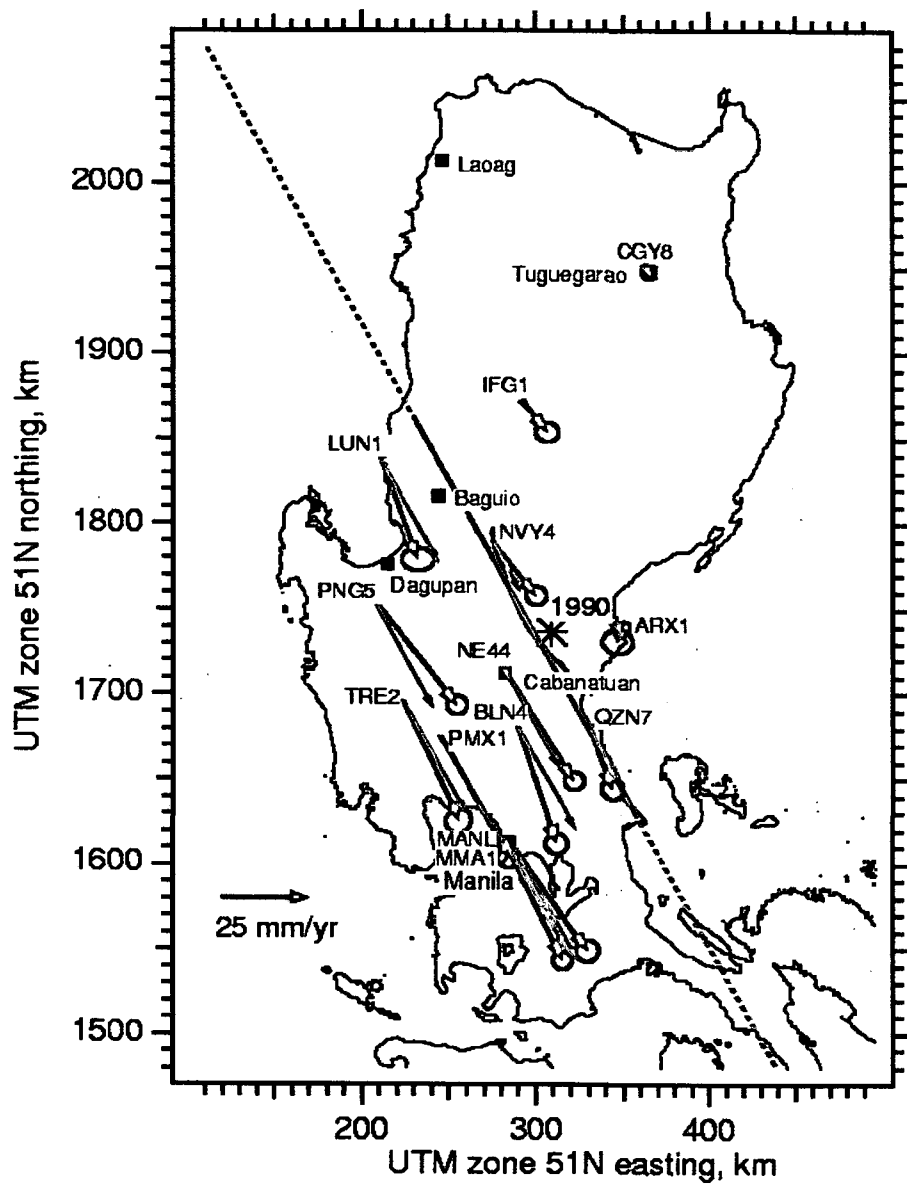 Laoag
2000
CGY8
Tuguegarao
1900
IFG1
LUN1
Baguio
1800
NVY4
PNG5
Dagupan
1990
ARX1
NE44
1700
Cabanatuan
TRE2
BLN4
QZN7
PMX1
MANL
1600
MMA1
Manila
25 mm/yr
1500
UTM zone 51N northing, km
200
300
400
UTM zone 51N easting, km